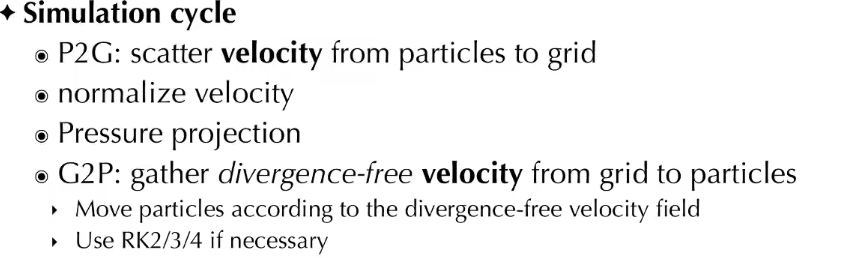 ✦ Simulation cycle
◉ P2G: scatter velocity from particles to grid
◉ normalize velocity
◉ Pressure projection
◉ G2P: gather divergence-free velocity from grid to particles
‣ Move particles according to the divergence-free velocity field
‣ Use RK2/3/4 if necessary